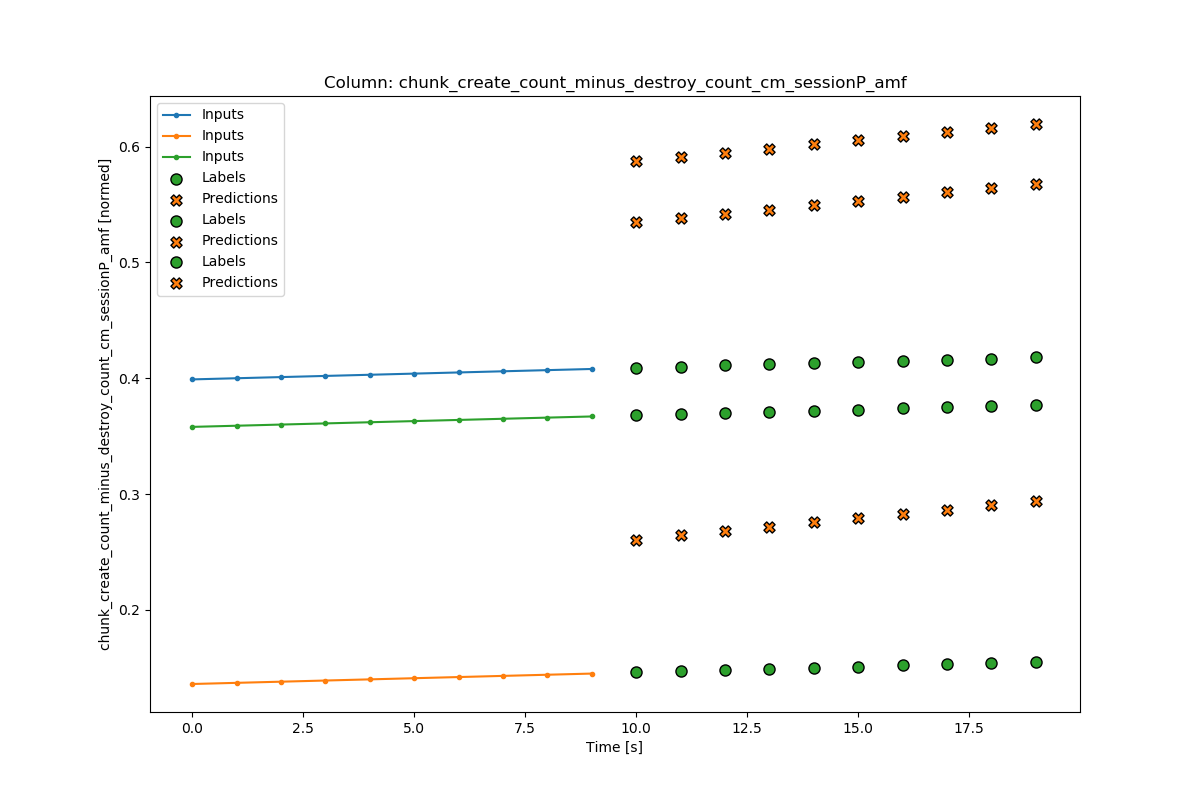 Column: chunk_create_count_minus_destroy_count_cm_sessionP_amf
Inputs
Inputs
Inputs
Labels
Predictions
Labels
Predictions
Labels
Predictions
chunk_create_count_minus_destroy_count_cm_sessionP_amf [normed]
0.6
0.5
0.4
0.3
0.2
0.0 2.5 5.0 7.5 10.0 12.5 15.0 17.5
Time [s]